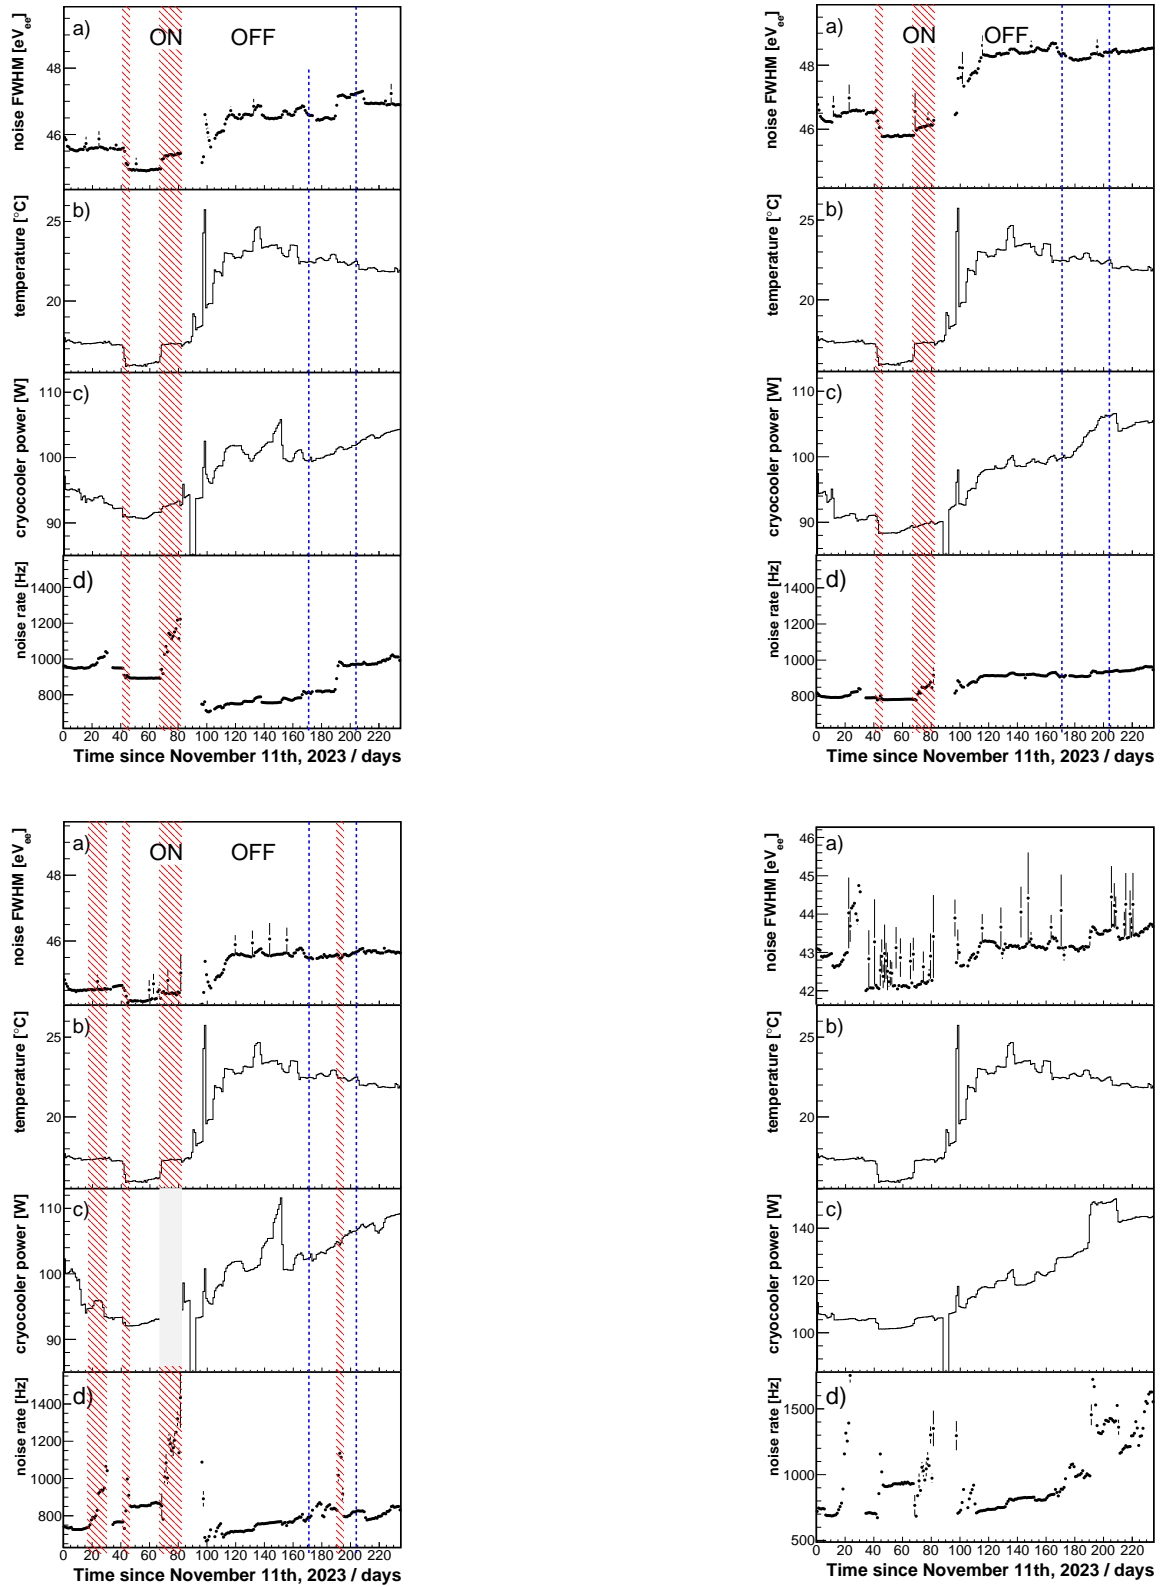 a)
ON
OFF
noise FWHM [eVee]
48
46
b)
temperature [°C]
25
20
c)
cryocooler power [W]
110
100
90
d)
noise rate [Hz]
1400
1200
1000
800
0 20 40 60 80 100 120 140 160 180 200 220
Time since November 11th, 2023 / days
a)
ON
OFF
noise FWHM [eVee]
48
46
b)
temperature [°C]
25
20
c)
cryocooler power [W]
110
100
90
d)
noise rate [Hz]
1400
1200
1000
800
0 20 40 60 80 100 120 140 160 180 200 220
Time since November 11th, 2023 / days
a)
ON
OFF
noise FWHM [eVee]
48
46
b)
temperature [°C]
25
20
c)
cryocooler power [W]
110
100
90
d)
noise rate [Hz]
1400
1200
1000
800
0 20 40 60 80 100 120 140 160 180 200 220
Time since November 11th, 2023 / days
a)
noise FWHM [eVee]
46
45
44
43
42
b)
temperature [°C]
25
20
c)
cryocooler power [W]
140
120
100
d)
noise rate [Hz]
1500
1000
500
0 20 40 60 80 100 120 140 160 180 200 220
Time since November 11th, 2023 / days